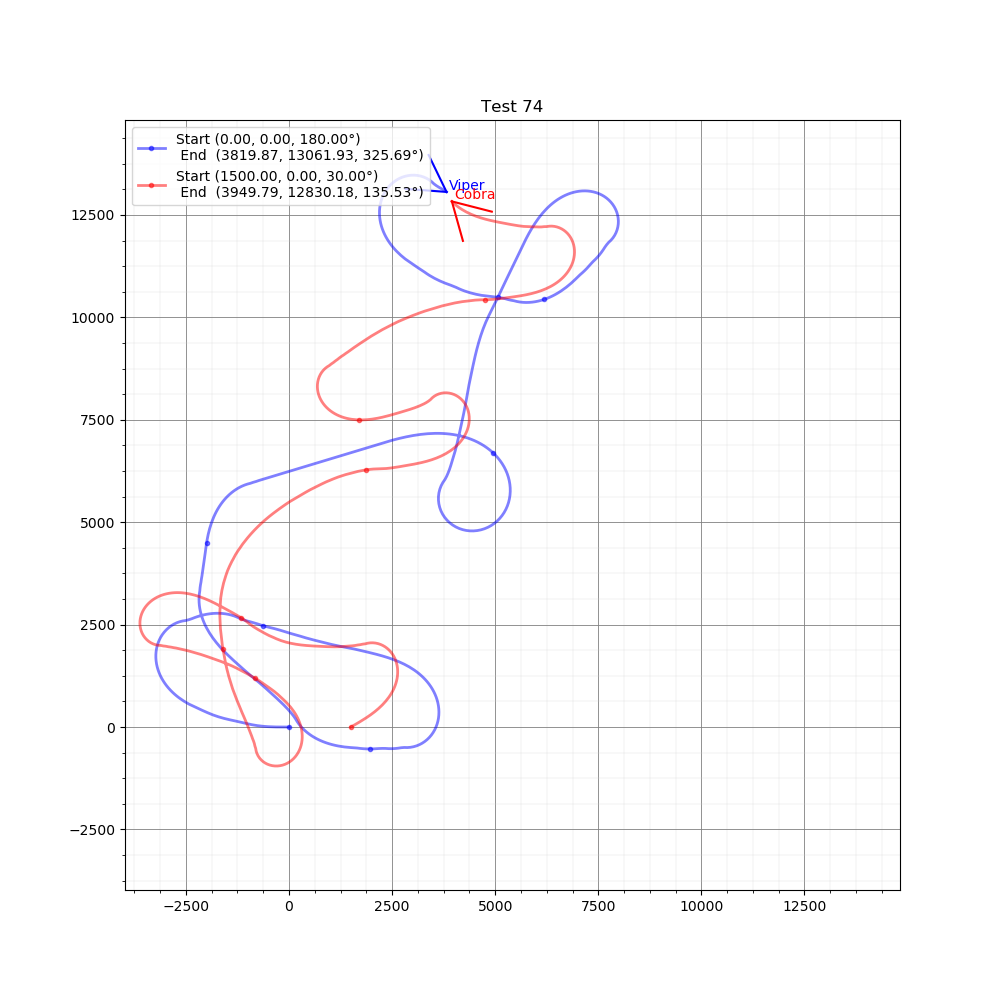 Test 74
Start (0.00, 0.00, 180.00°)
End (3819.87, 13061.93, 325.69°)
Start (1500.00, 0.00, 30.00°)
End (3949.79, 12830.18, 135.53°)
Viper
Cobra
12500
10000
7500
5000
2500
0
−2500
−2500 0 2500 5000 7500 10000 12500